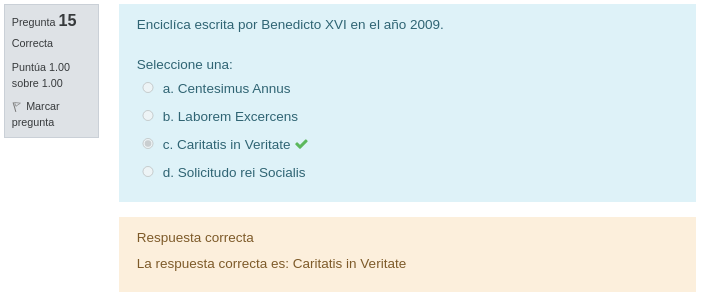 Pregunta 15
Correcta
Puntúa 1.00
sobre 1.00
Marcar
pregunta
Enciclíca escrita por Benedicto XVI en el año 2009.
Seleccione una:
a. Centesimus Annus
b. Laborem Excercens
c. Caritatis in Veritate
d. Solicitudo rei Socialis
Respuesta correcta
La respuesta correcta es: Caritatis in Veritate